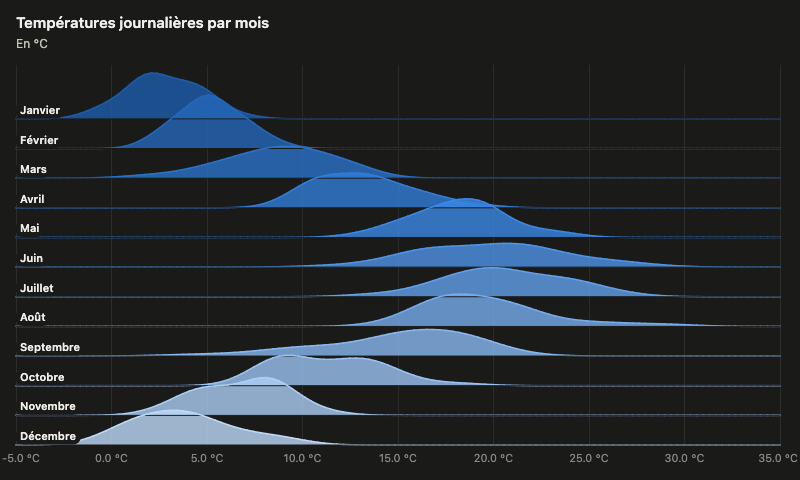 Températures journalières par mois
En °C
Janvier
Février
Mars
Avril
Mai
Juin
Juillet
Août
Septembre
Octobre
Novembre
Décembre
-5.0 °C 0.0 °C 5.0 °C 10.0 °C 15.0 °C 20.0 °C 25.0 °C 30.0 °C 35.0 °C